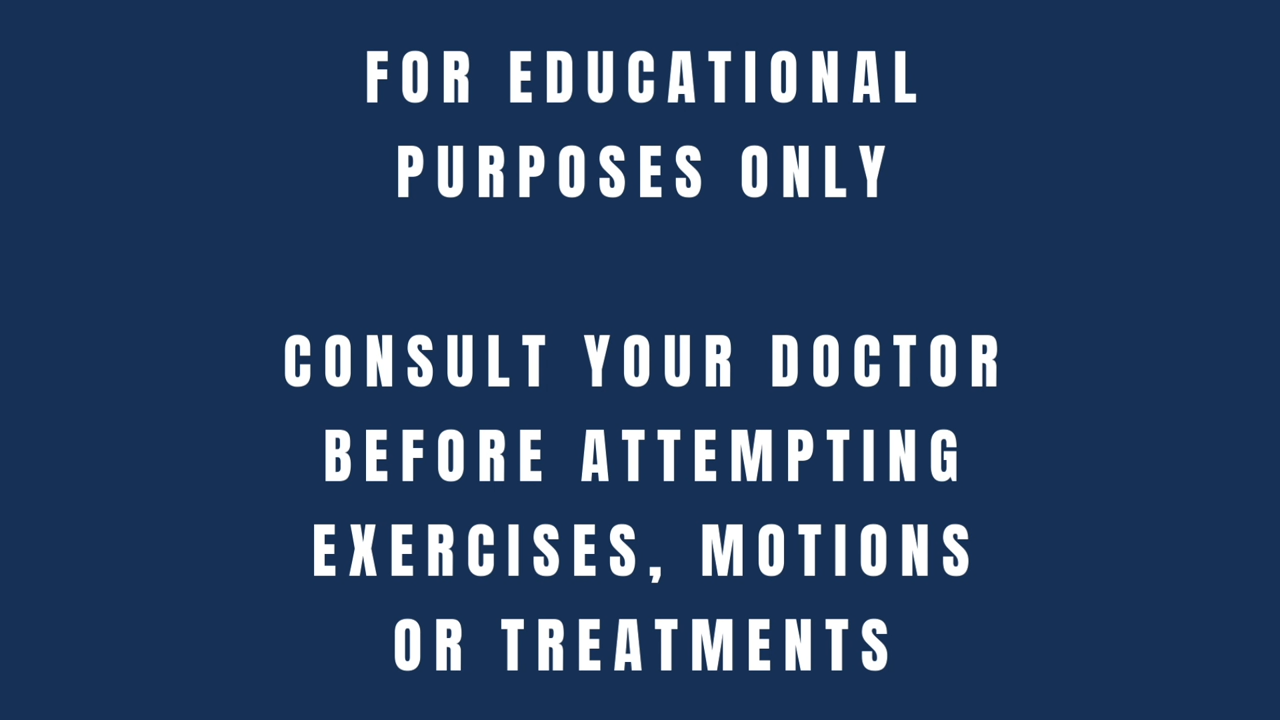 FOR EDUCATIONAL
PURPOSES ONLY
CONSULT YOUR DOCTOR
BEFORE ATTEMPTING
EXERCISES, MOTIONS
OR TREATMENTS